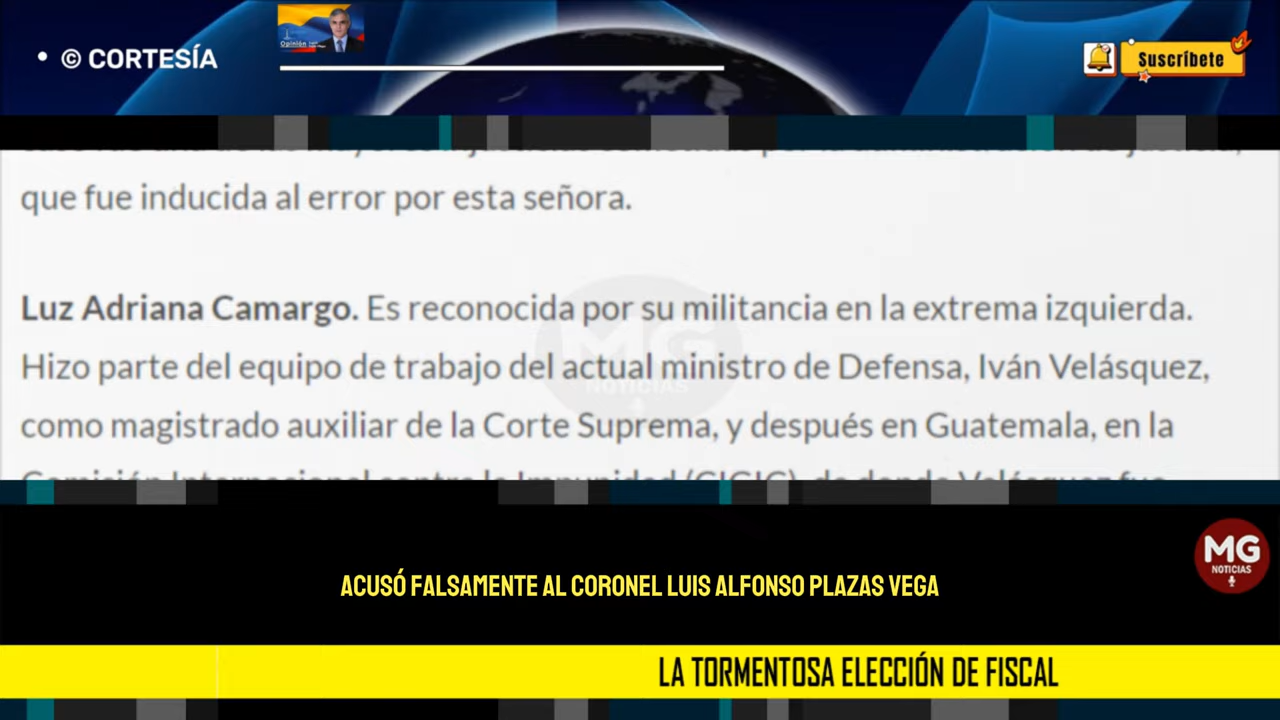 • © CORTESÍA
Opinión
Suscríbete
que fue inducida al error por esta señora.
Luz Adriana Camargo. Es reconocida por su militancia en la extrema izquierda.
Hizo parte del equipo de trabajo del actual ministro de Defensa, Iván Velásquez,
como magistrado auxiliar de la Corte Suprema, y después en Guatemala, en la
MG
NOTICIAS
ACUSÓ FALSAMENTE AL CORONEL LUIS ALFONSO PLAZAS VEGA
MG
NOTICIAS
LA TORMENTOSA ELECCIÓN DE FISCAL